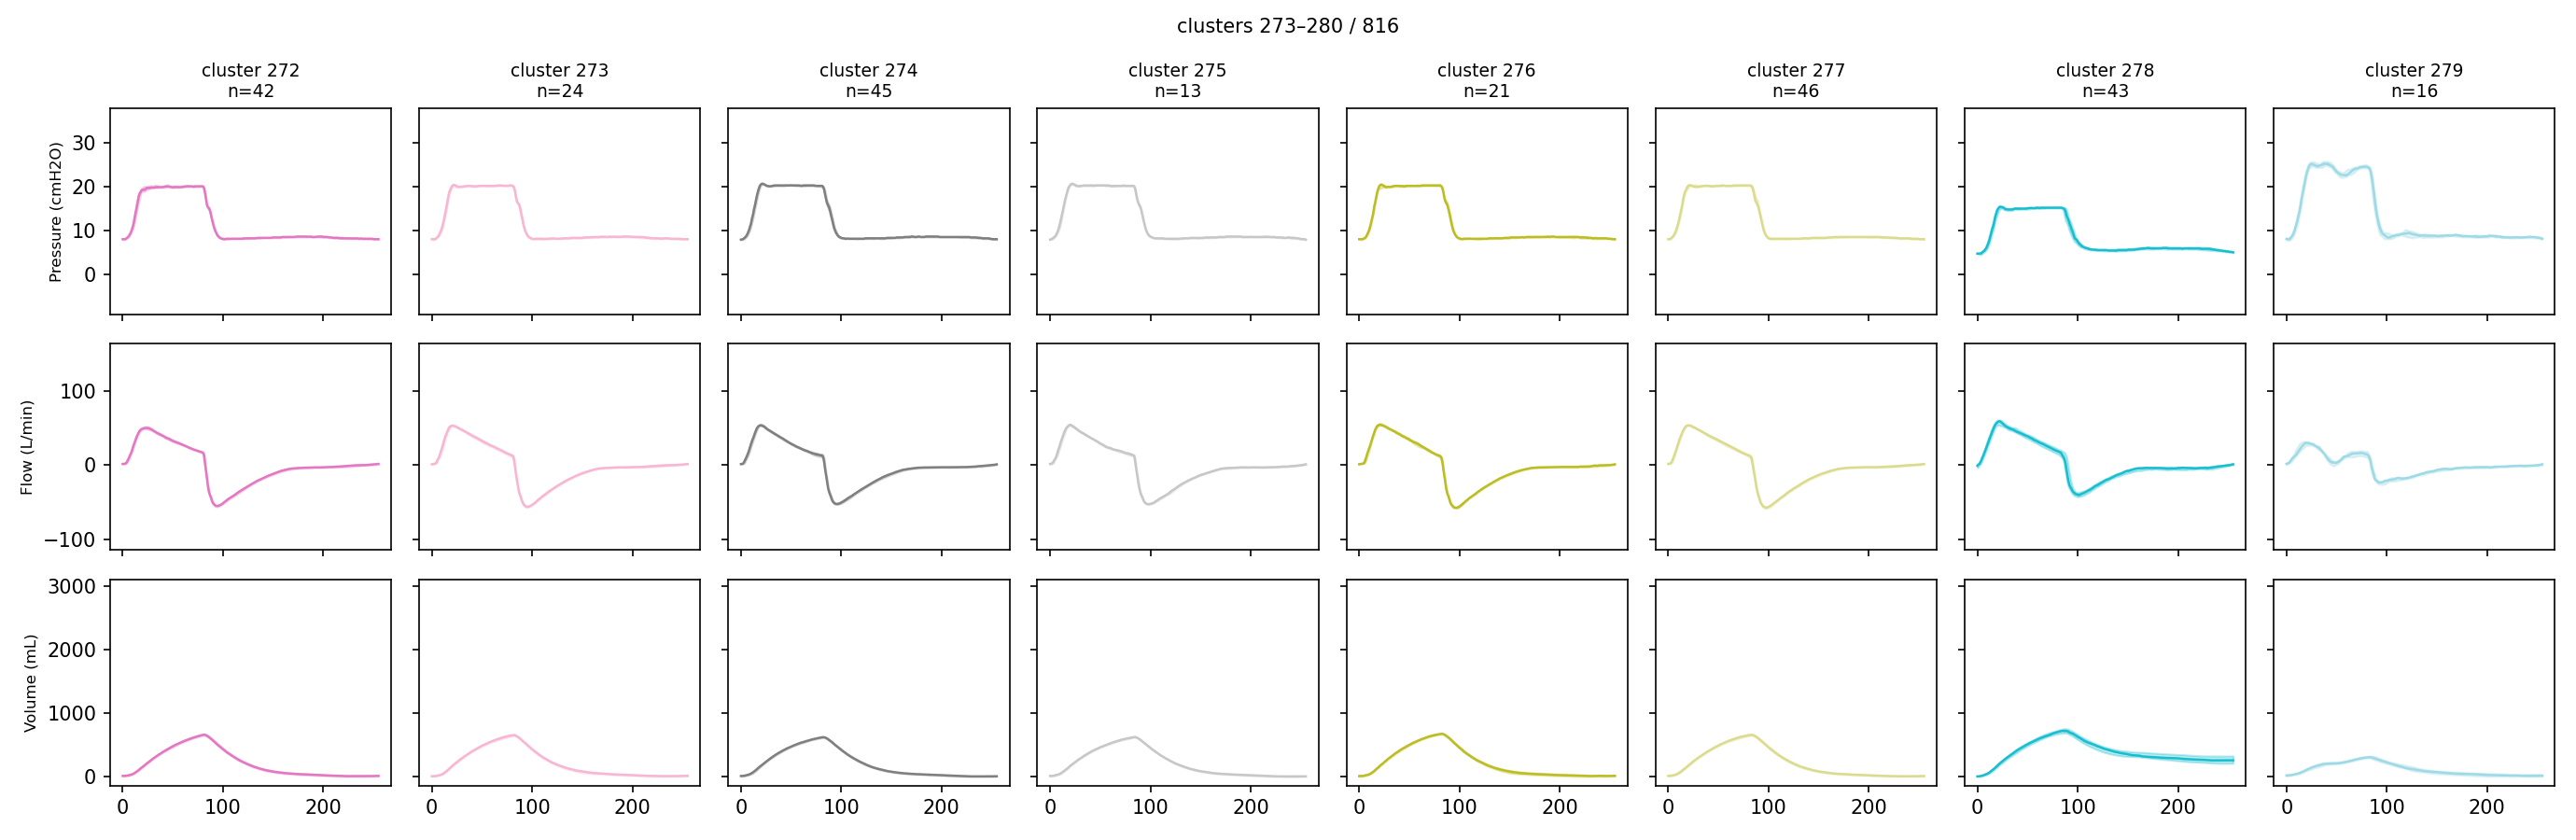 clusters 273–280 / 816
cluster 272
n=42
cluster 273
n=24
cluster 274
n=45
cluster 275
n=13
cluster 276
n=21
cluster 277
n=46
cluster 278
n=43
cluster 279
n=16
Pressure (cmH2O)
30
20
10
0
Flow (L/min)
100
0
−100
Volume (mL)
3000
2000
1000
0
0 100 200
0 100 200
0 100 200
0 100 200
0 100 200
0 100 200
0 100 200
0 100 200